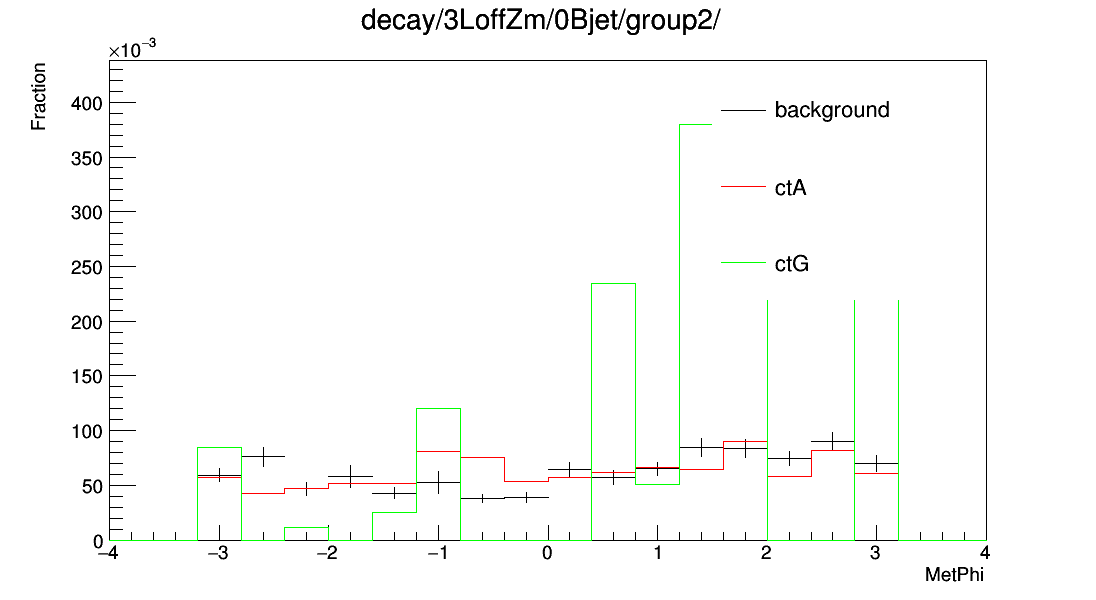 decay/3LoffZm/0Bjet/group2/
×10⁻³
Fraction
400
350
300
250
200
150
100
50
0
background
ctA
ctG
−4 −3 −2 −1 0 1 2 3 4
MetPhi